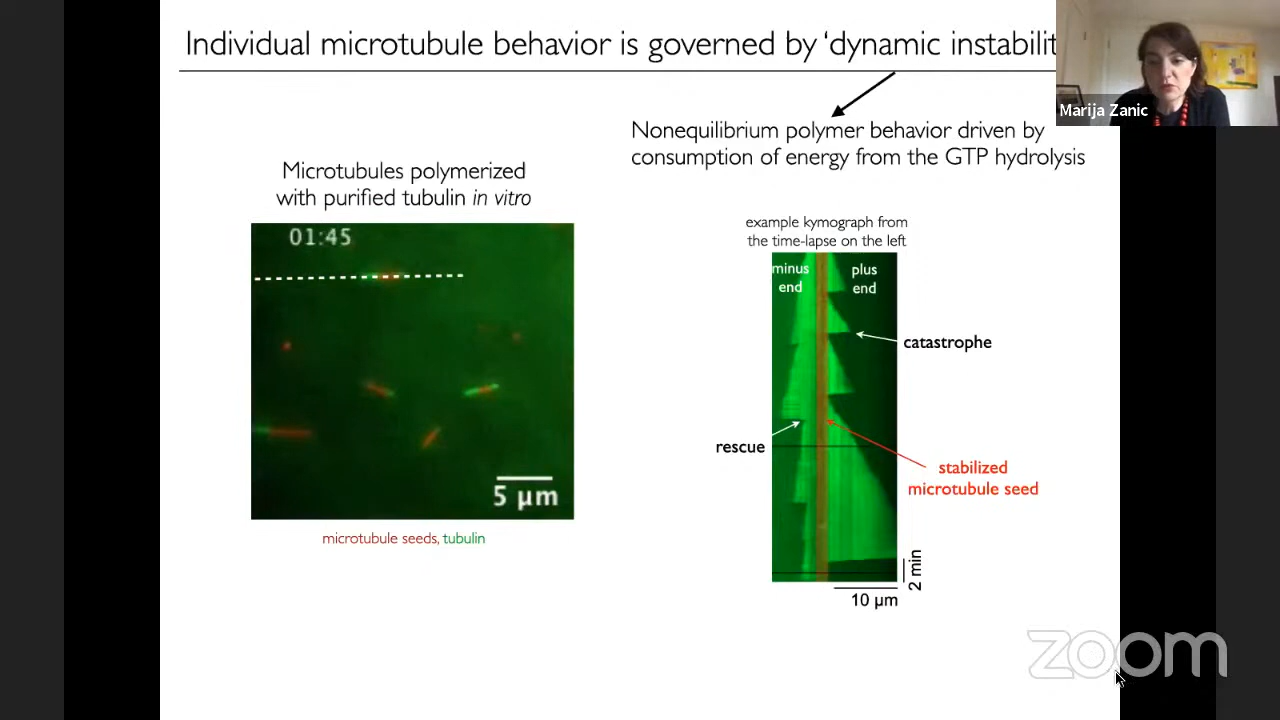 Individual microtubule behavior is governed by 'dynamic instabilit
Marija Zanic
Nonequilibrium polymer behavior driven by
consumption of energy from the GTP hydrolysis
Microtubules polymerized
with purified tubulin in vitro
01:45
5 μm
microtubule seeds, tubulin
example kymograph from
the time-lapse on the left
minus
end
plus
end
catastrophe
rescue
stabilized
microtubule seed
2 min
10 μm
zoom